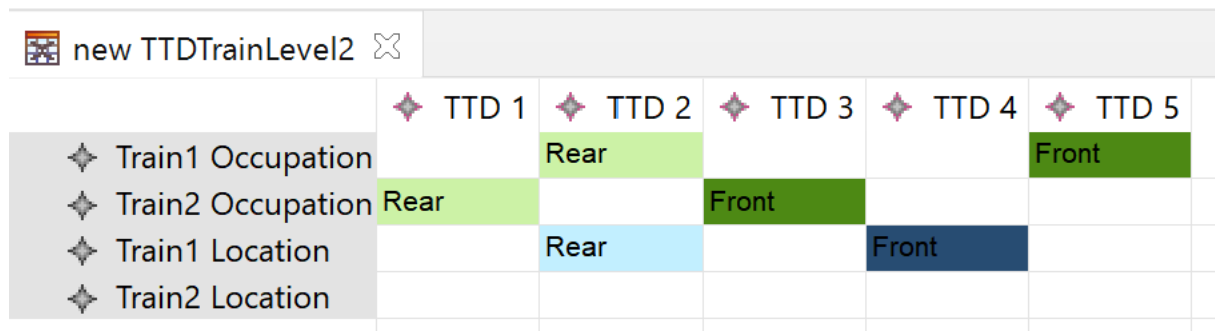 new TTDTrainLevel2
TTD 1 TTD 2 TTD 3 TTD 4 TTD 5
Train1 Occupation Rear Front
Train2 Occupation Rear Front
Train1 Location Rear Front
Train2 Location